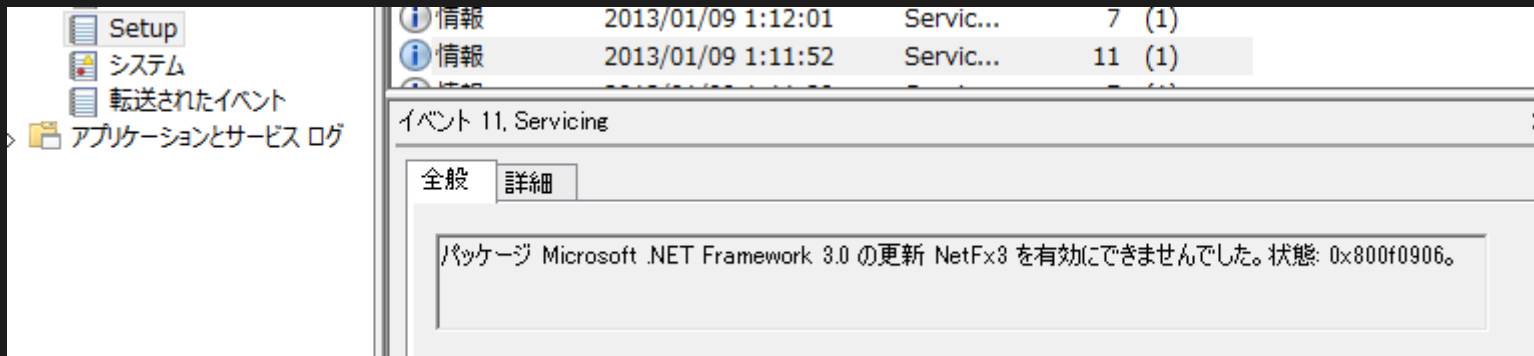 Setup
システム
転送されたイベント
アプリケーションとサービス ログ
情報 2013/01/09 1:12:01 Servic... 7 (1)
情報 2013/01/09 1:11:52 Servic... 11 (1)
イベント 11, Servicing
全般 詳細
パッケージ Microsoft .NET Framework 3.0 の更新 NetFx3 を有効にできませんでした。状態: 0x800f0906。